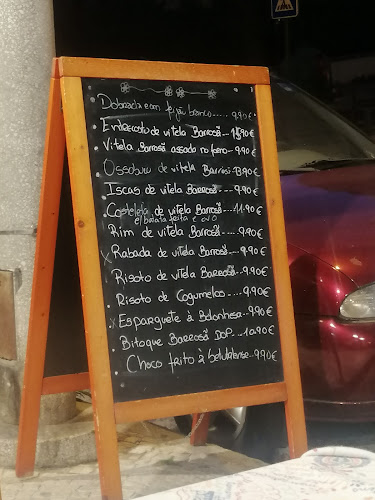 Dobrada com feijão branco..... 9,90€
Entrecosto de vitela Barrosã... 9,90€
Vitela Barrosã assada no forno.. 9,90€
Ossobuco de vitela Barrosã.. 9,90€
Iscas de vitela Barrosã... 9,90€
Costeleta de vitela Barrosã.. 11.90€
c/ batata frita e ovo
Rim de vitela Barrosã.... 9.90€
Rabada de vitela Barrosã... 9.90€
Risoto de vitela Barrosã... 9.90€
Risoto de Cogumelos..... 9.90€
Esparguete à Bolonhesa.. 9.90€
Bitoque Barrosã DOP... 10.90€
Choco frito à Setubalense.. 9.90€